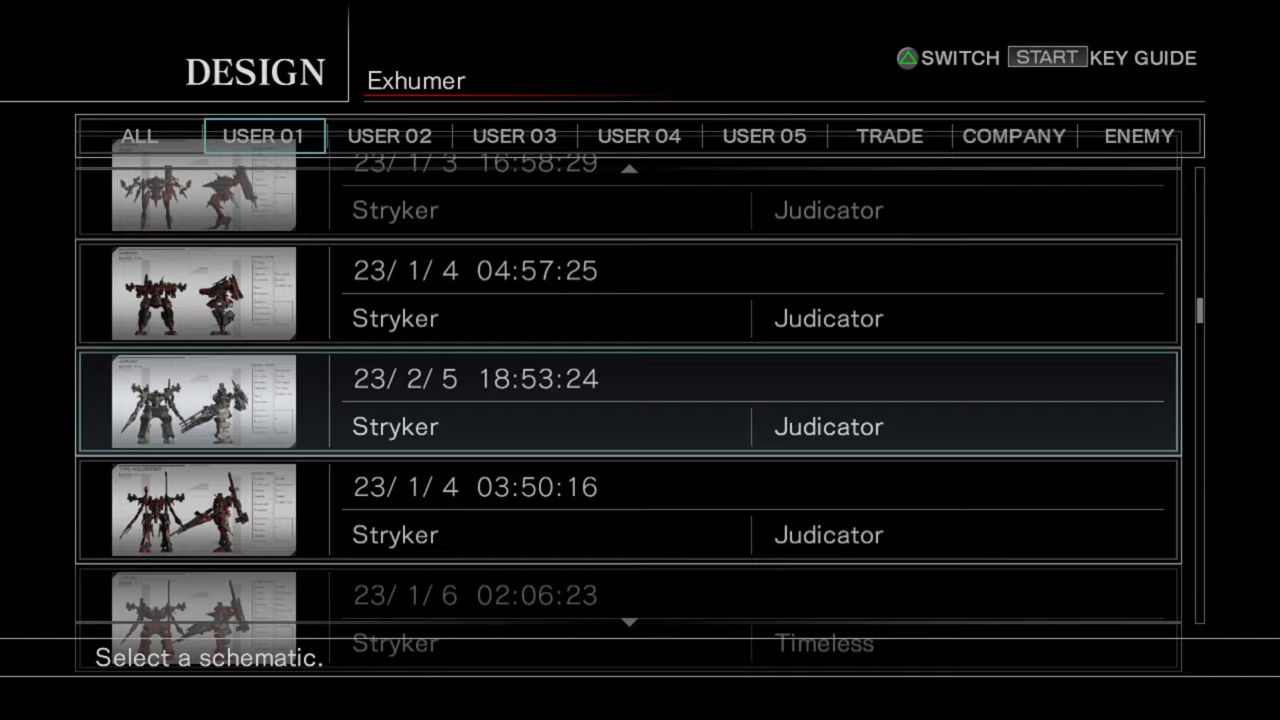 DESIGN
Exhumer
SWITCH START KEY GUIDE
ALL USER 01 USER 02 USER 03 USER 04 USER 05 TRADE COMPANY ENEMY
23/ 1/ 3 16:58:29
Stryker Judicator
23/ 1/ 4 04:57:25
Stryker Judicator
23/ 2/ 5 18:53:24
Stryker Judicator
23/ 1/ 4 03:50:16
Stryker Judicator
23/ 1/ 6 02:06:23
Stryker Timeless
Select a schematic.